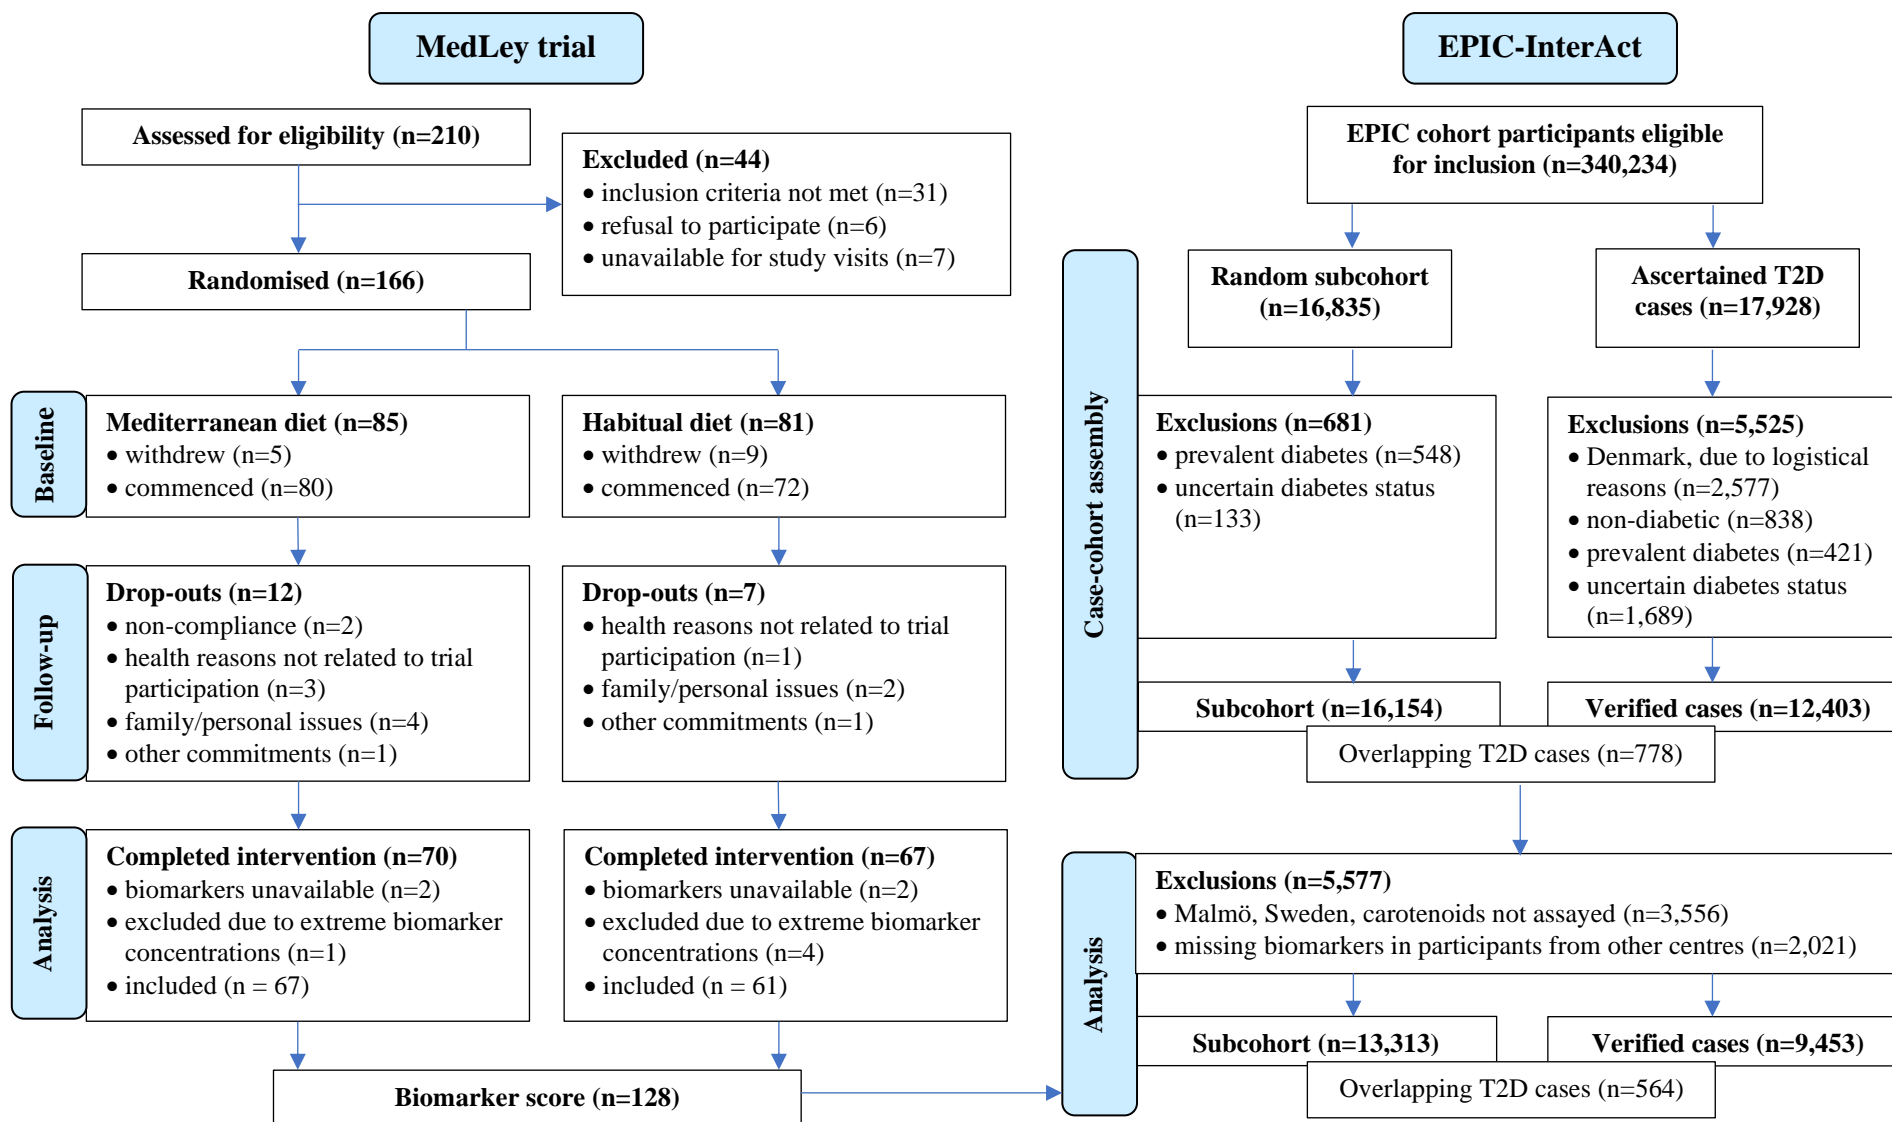 MedLey trial
Assessed for eligibility (n=210)
Excluded (n=44)
• inclusion criteria not met (n=31)
• refusal to participate (n=6)
• unavailable for study visits (n=7)
Randomised (n=166)
Baseline
Mediterranean diet (n=85)
• withdrew (n=5)
• commenced (n=80)
Habitual diet (n=81)
• withdrew (n=9)
• commenced (n=72)
Follow-up
Drop-outs (n=12)
• non-compliance (n=2)
• health reasons not related to trial
participation (n=3)
• family/personal issues (n=4)
• other commitments (n=1)
Drop-outs (n=7)
• health reasons not related to trial
participation (n=1)
• family/personal issues (n=2)
• other commitments (n=1)
Analysis
Completed intervention (n=70)
• biomarkers unavailable (n=2)
• excluded due to extreme biomarker
concentrations (n=1)
• included (n = 67)
Completed intervention (n=67)
• biomarkers unavailable (n=2)
• excluded due to extreme biomarker
concentrations (n=4)
• included (n = 61)
Biomarker score (n=128)
EPIC-InterAct
EPIC cohort participants eligible
for inclusion (n=340,234)
Case-cohort assembly
Random subcohort
(n=16,835)
Ascertained T2D
cases (n=17,928)
Exclusions (n=681)
• prevalent diabetes (n=548)
• uncertain diabetes status
(n=133)
Exclusions (n=5,525)
• Denmark, due to logistical
reasons (n=2,577)
• non-diabetic (n=838)
• prevalent diabetes (n=421)
• uncertain diabetes status
(n=1,689)
Subcohort (n=16,154)
Verified cases (n=12,403)
Overlapping T2D cases (n=778)
Analysis
Exclusions (n=5,577)
• Malmö, Sweden, carotenoids not assayed (n=3,556)
• missing biomarkers in participants from other centres (n=2,021)
Subcohort (n=13,313)
Verified cases (n=9,453)
Overlapping T2D cases (n=564)